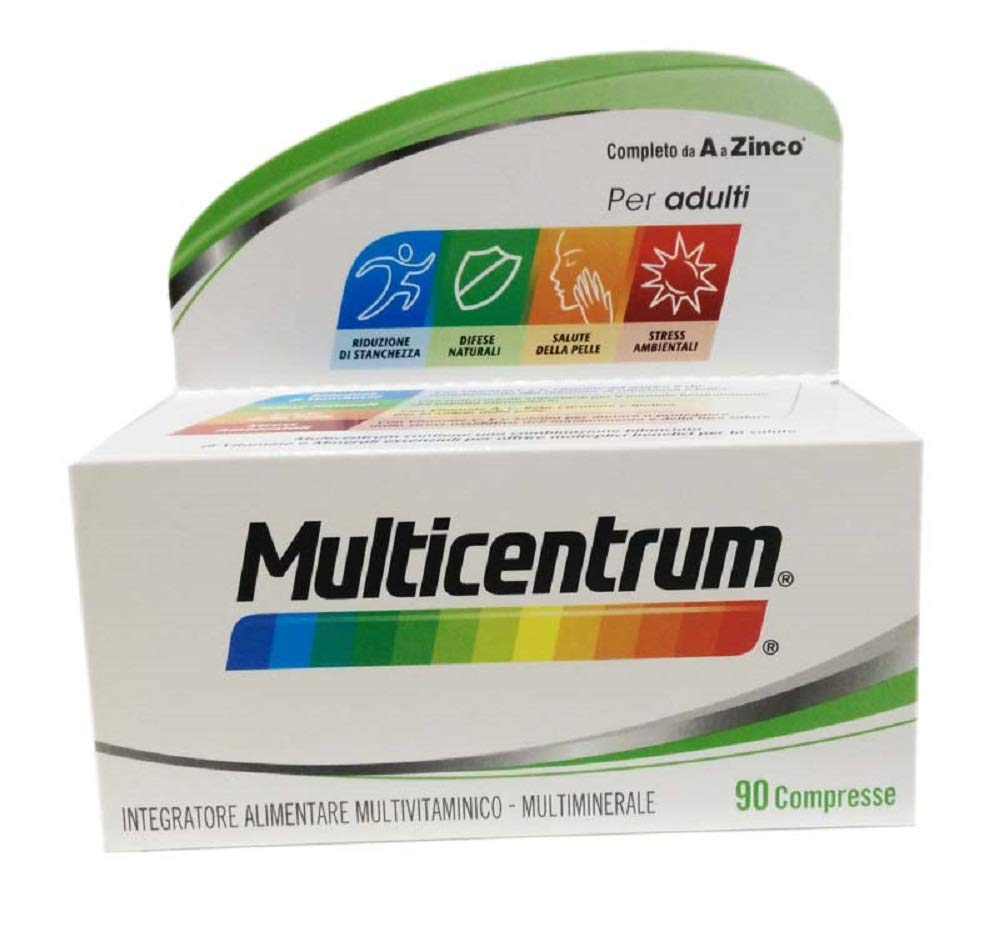 Completo da A a Zinco*
Per adulti
RIDUZIONE
DI STANCHEZZA
DIFESE
NATURALI
SALUTE
DELLA PELLE
STRESS
AMBIENTALI
Multicentrum®
®
INTEGRATORE ALIMENTARE MULTIVITAMINICO - MULTIMINERALE
90 Compresse